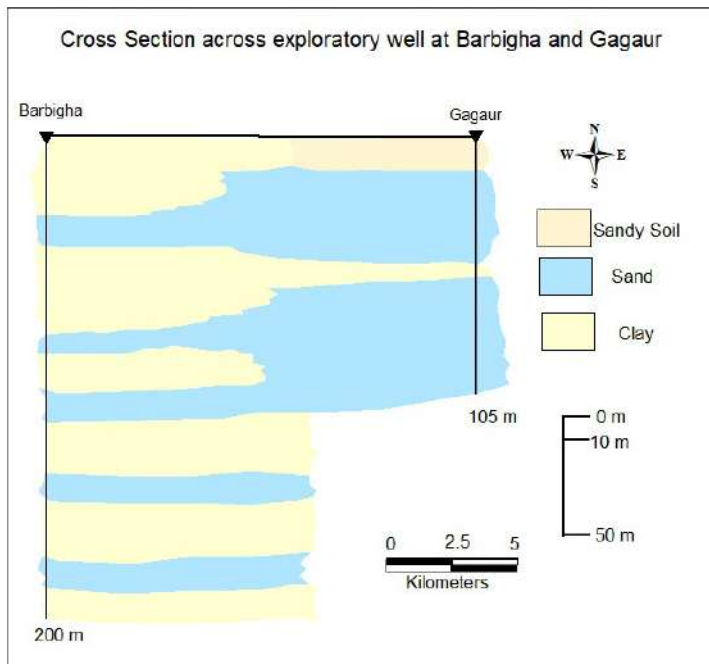 Cross Section across exploratory well at Barbigha and Gagaur
Barbigha
Gagaur
N
W E
S
Sandy Soil
Sand
Clay
105 m
0 m
10 m
50 m
0 2.5 5
Kilometers
200 m